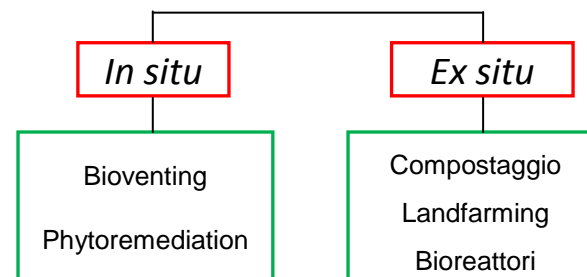 In situ
Ex situ
Bioventing
Phytoremediation
Compostaggio
Landfarming
Bioreattori